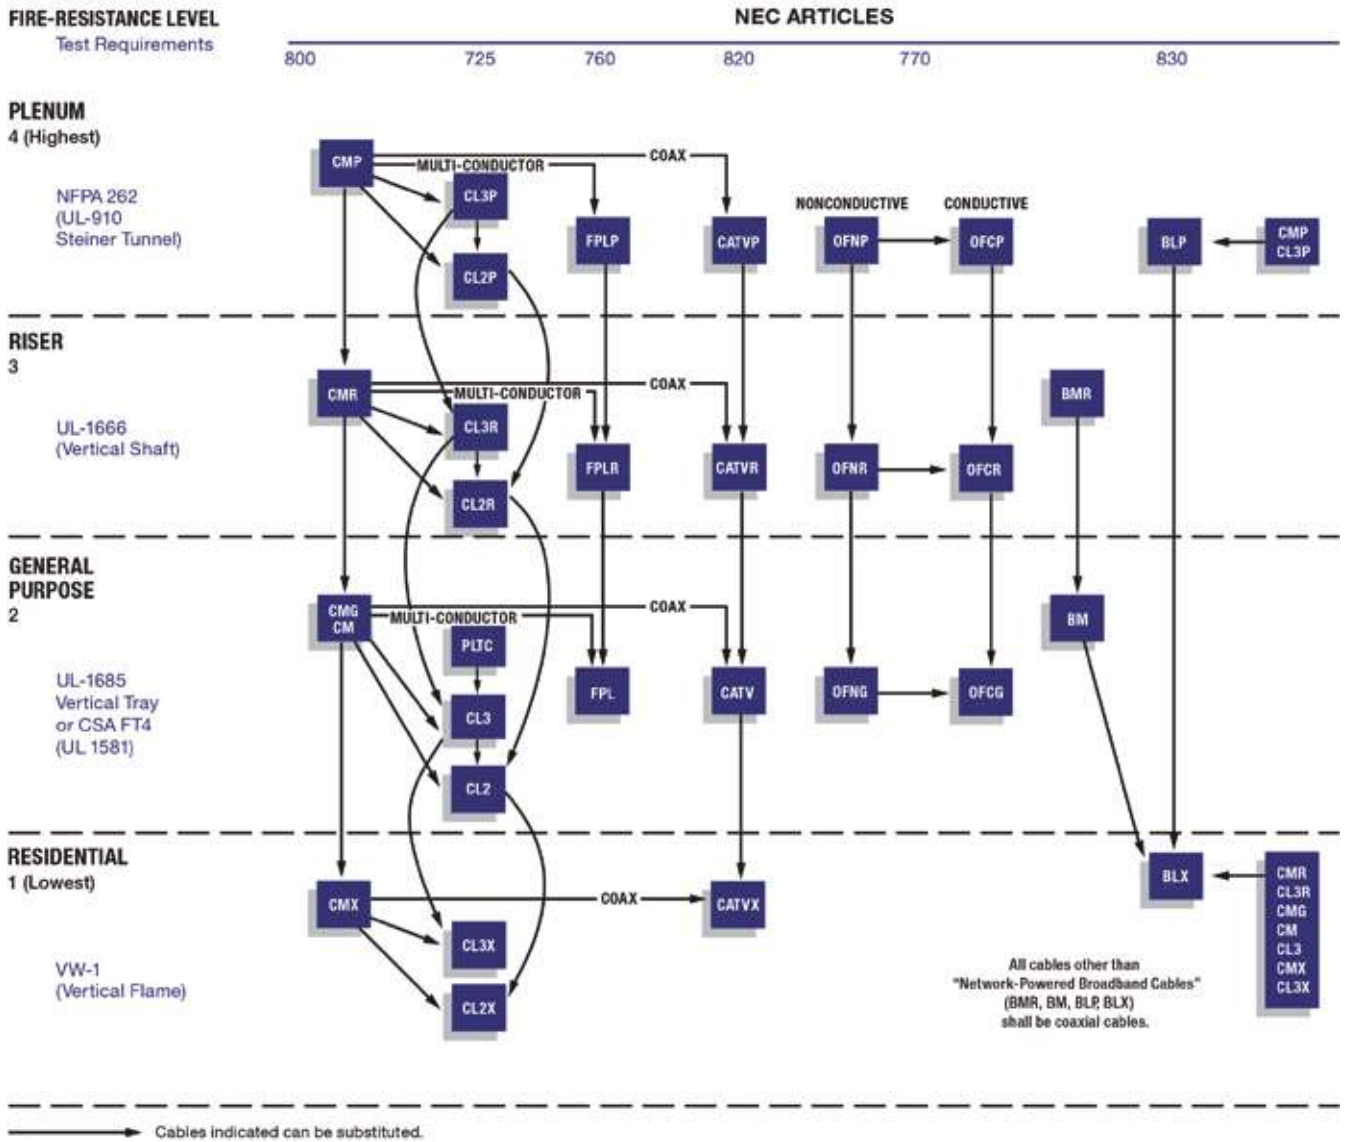 FIRE-RESISTANCE LEVEL
Test Requirements
NEC ARTICLES
800 725 760 820 770 830
PLENUM
4 (Highest)
NFPA 262
(UL-910
Steiner Tunnel)
CMP
COAX
MULTI-CONDUCTOR
CL3P
CL2P
FPLP
CATVP
NONCONDUCTIVE
CONDUCTIVE
OFNP
OFCP
BLP
CMP
CL3P
RISER
3
UL-1666
(Vertical Shaft)
CMR
COAX
MULTI-CONDUCTOR
CL3R
CL2R
FPLR
CATVR
OFNR
OFCR
BMR
GENERAL
PURPOSE
2
UL-1685
Vertical Tray
or CSA FT4
(UL 1581)
CMG
CM
COAX
MULTI-CONDUCTOR
PLTC
CL3
CL2
FPL
CATV
OFNG
OFCG
BM
RESIDENTIAL
1 (Lowest)
VW-1
(Vertical Flame)
CMX
COAX
CATVX
CL3X
CL2X
BLX
CMR
CL3R
CMG
CM
CL3
CMX
CL3X
All cables other than
"Network-Powered Broadband Cables"
(BMR, BM, BLP, BLX)
shall be coaxial cables.
Cables indicated can be substituted.